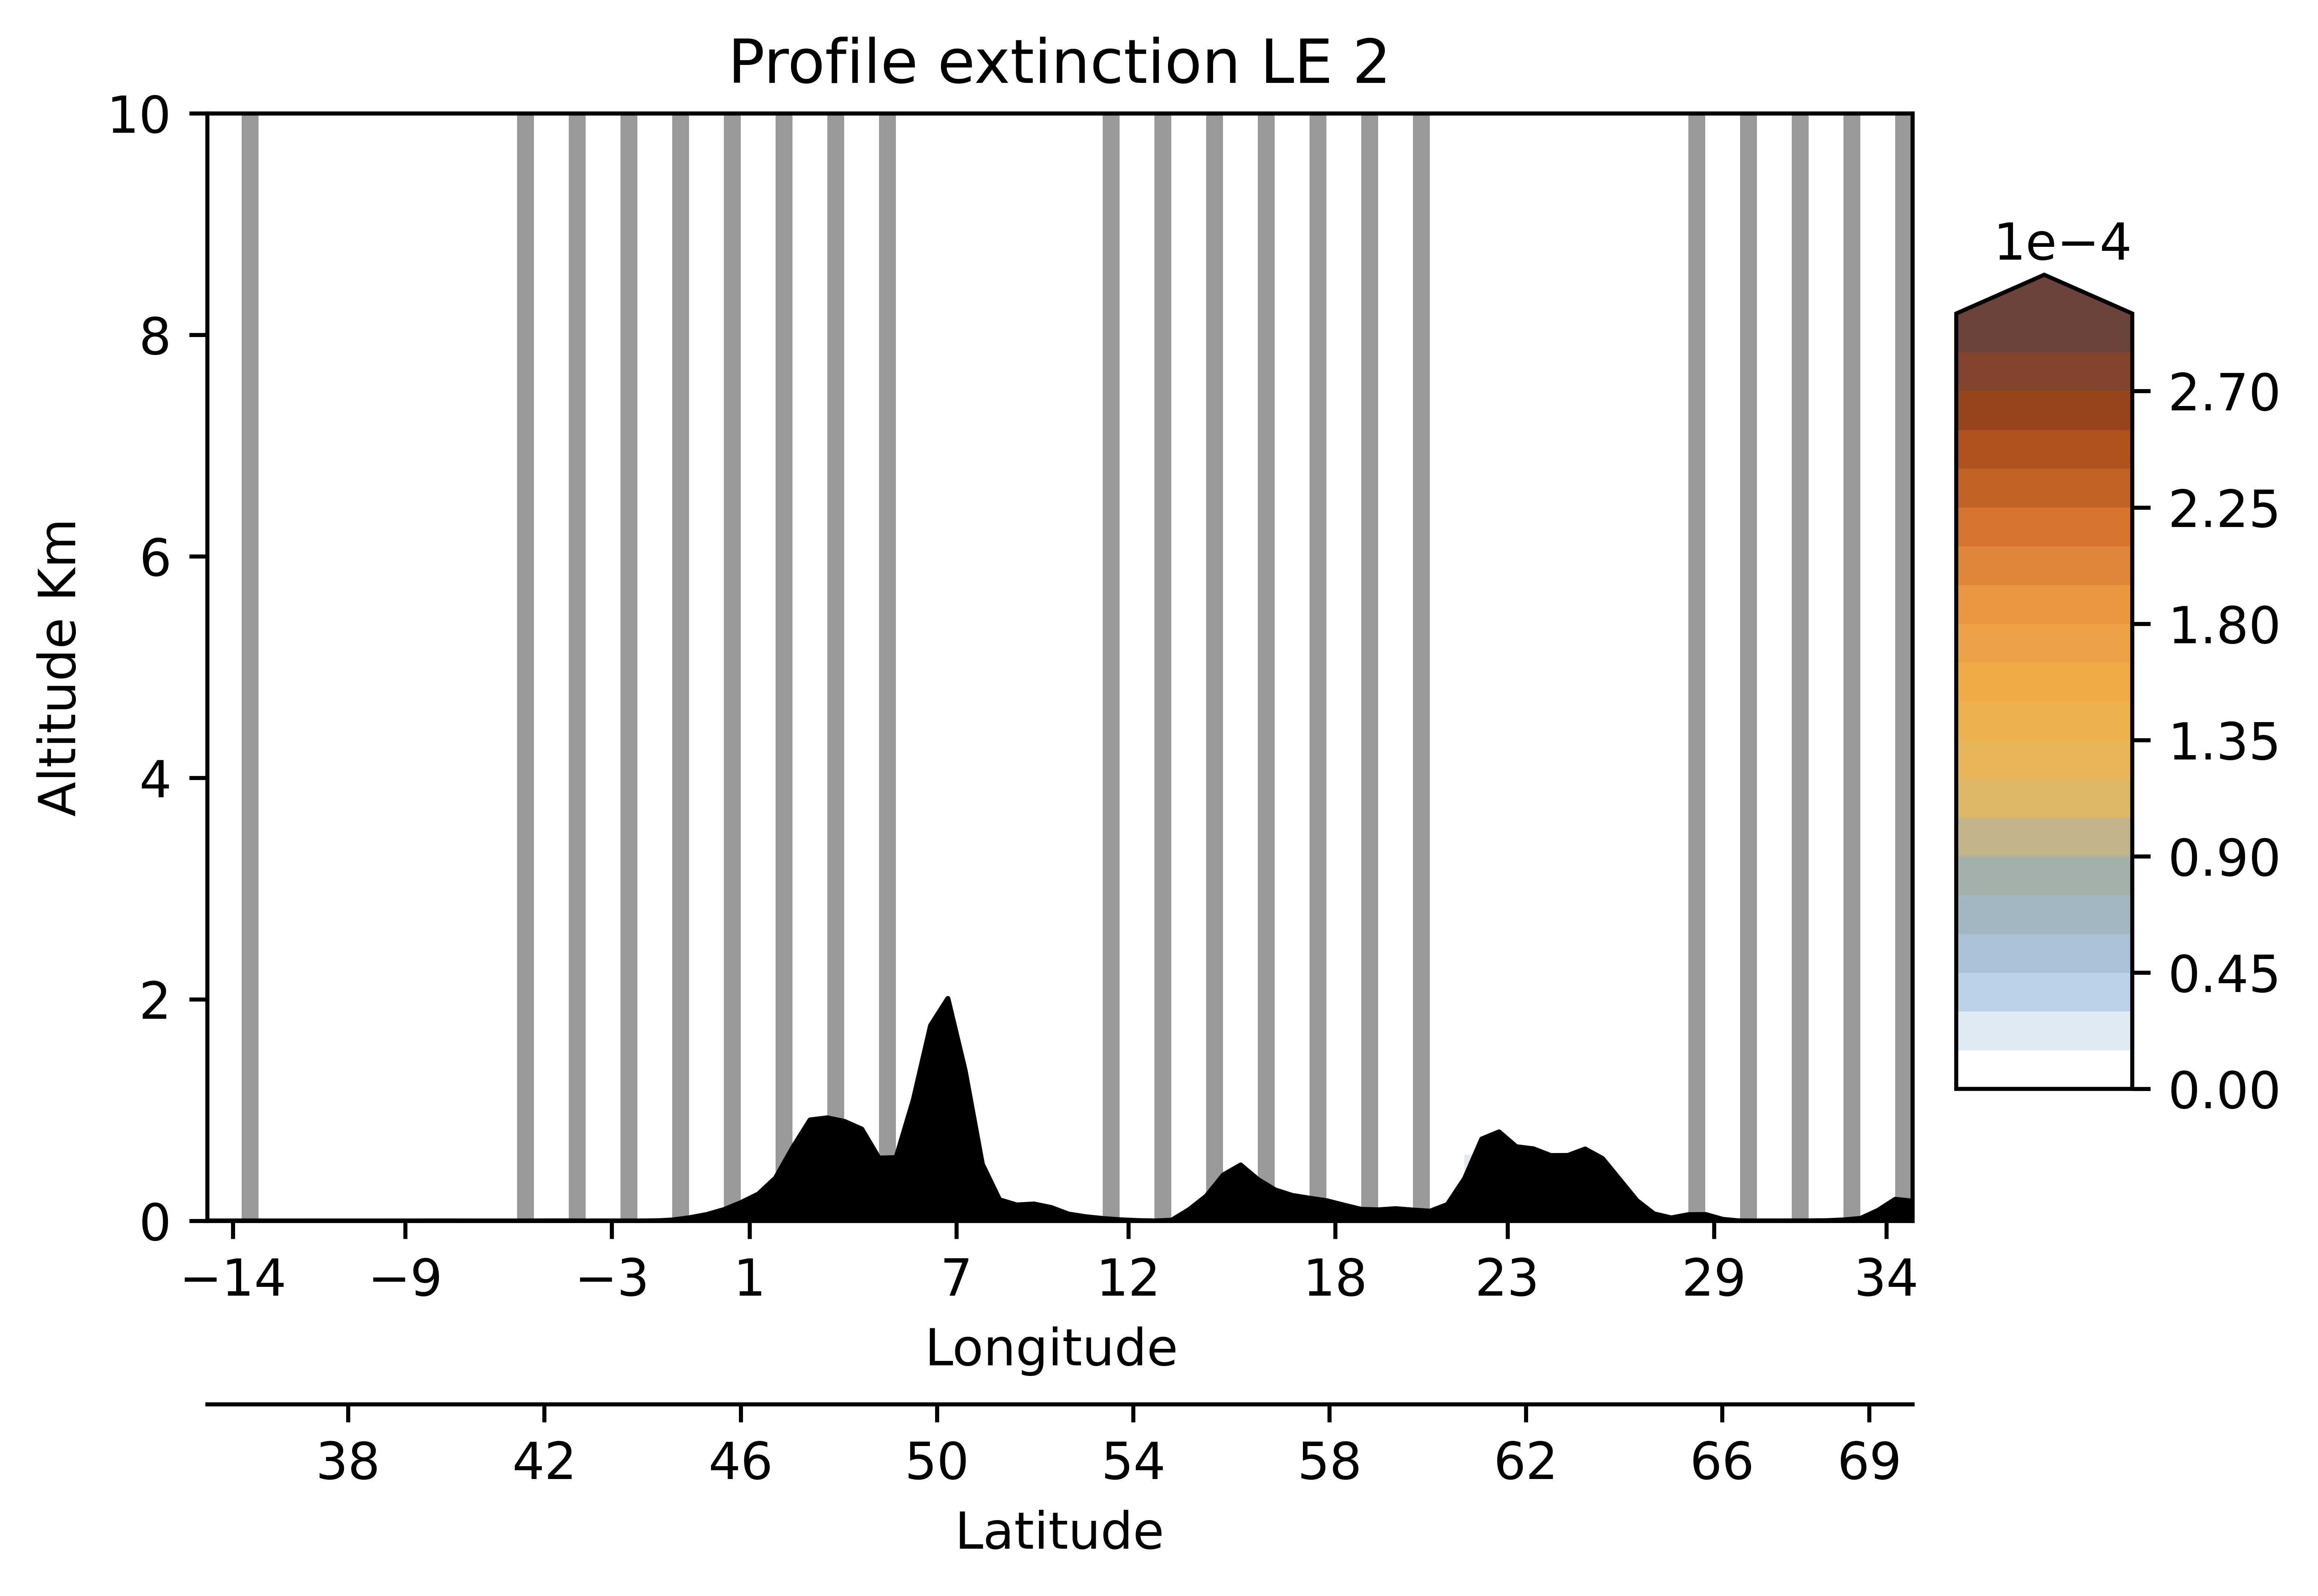 Profile extinction LE 2
10
8
6
4
2
0
Altitude Km
−14 −9 −3 1 7 12 18 23 29 34
Longitude
38 42 46 50 54 58 62 66 69
Latitude
1e−4
2.70
2.25
1.80
1.35
0.90
0.45
0.00